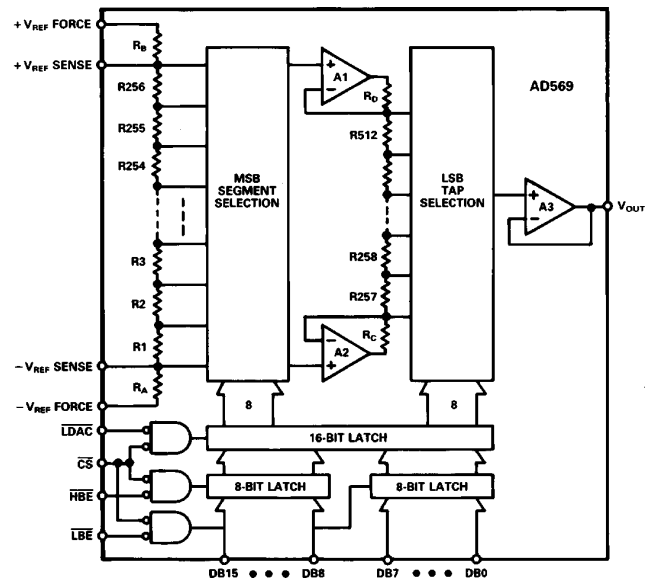 + VREF FORCE
RB
+ VREF SENSE
R256
R255
R254
R3
R2
R1
− VREF SENSE
RA
− VREF FORCE
MSB
SEGMENT
SELECTION
+
−
A1
RD
R512
R258
R257
RC
−
+
A2
LSB
TAP
SELECTION
AD569
+
−
A3
VOUT
8
8
LDAC
CS
HBE
LBE
16-BIT LATCH
8-BIT LATCH
8-BIT LATCH
DB15 • • • DB8
DB7 • • • DB0